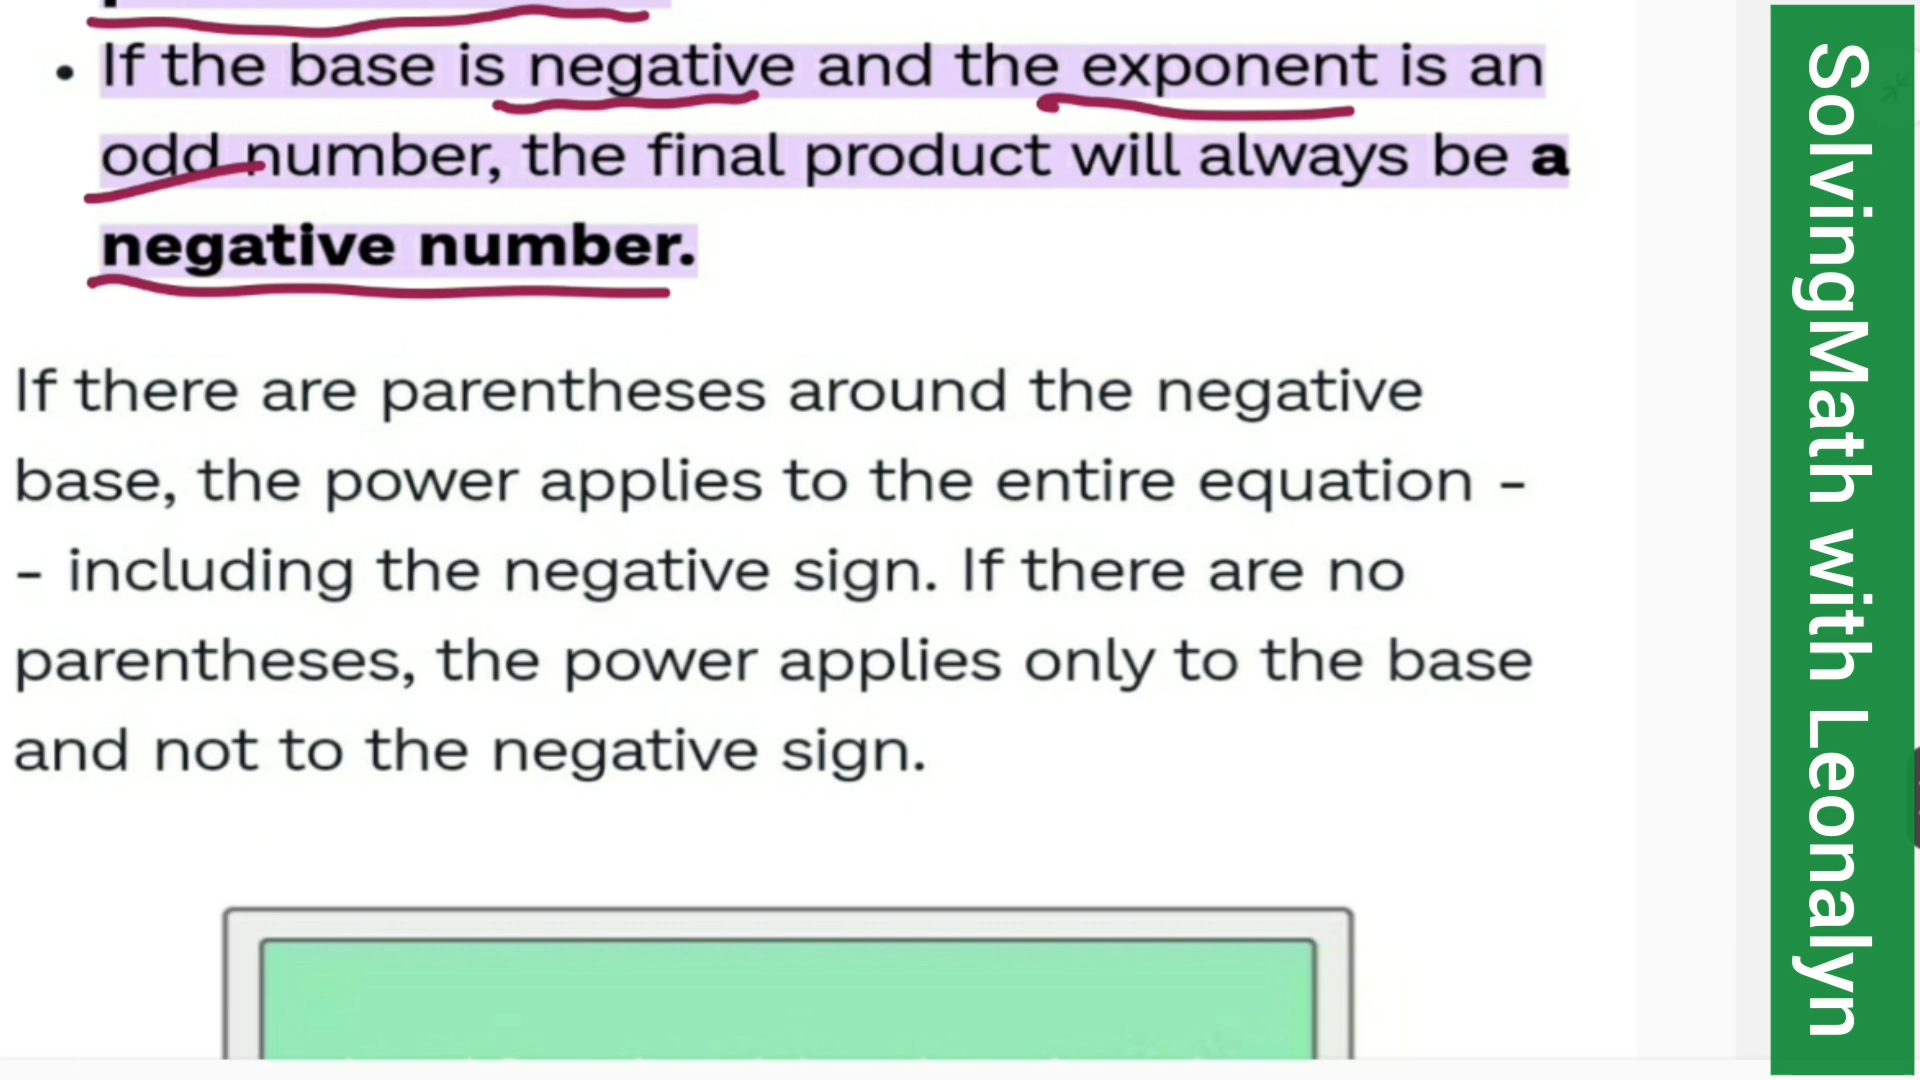 • If the base is negative and the exponent is an
odd number, the final product will always be a
negative number.
If there are parentheses around the negative
base, the power applies to the entire equation -
- including the negative sign. If there are no
parentheses, the power applies only to the base
and not to the negative sign.
SolvingMath with Leonalyn